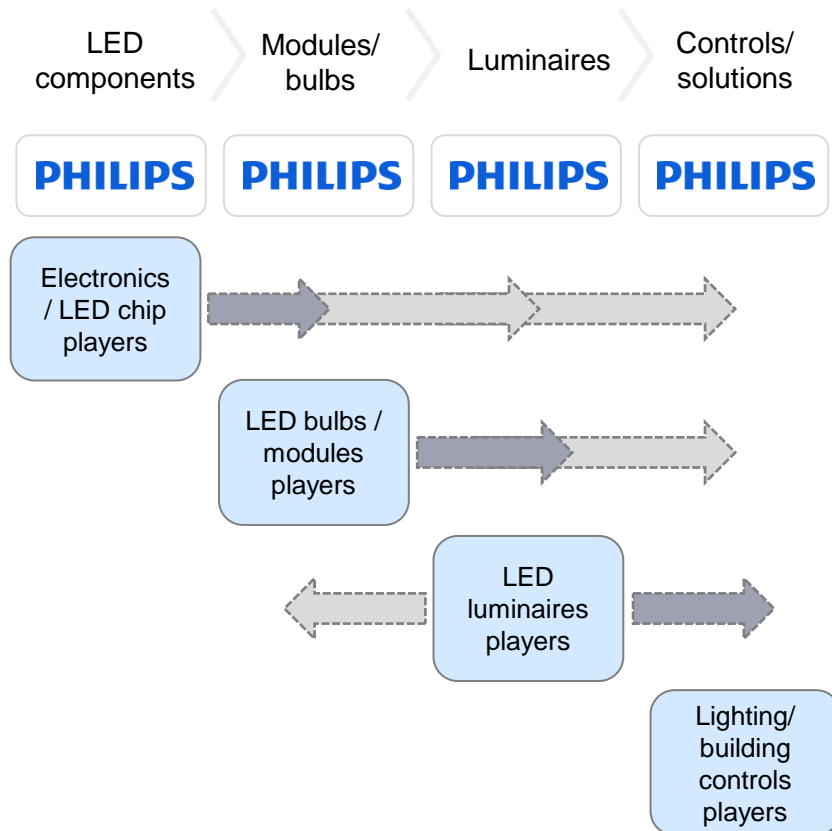 LED
components
Modules/
bulbs
Luminaires
Controls/
solutions
PHILIPS
PHILIPS
PHILIPS
PHILIPS
Electronics
/ LED chip
players
LED bulbs /
modules
players
LED
luminaires
players
Lighting/
building
controls
players